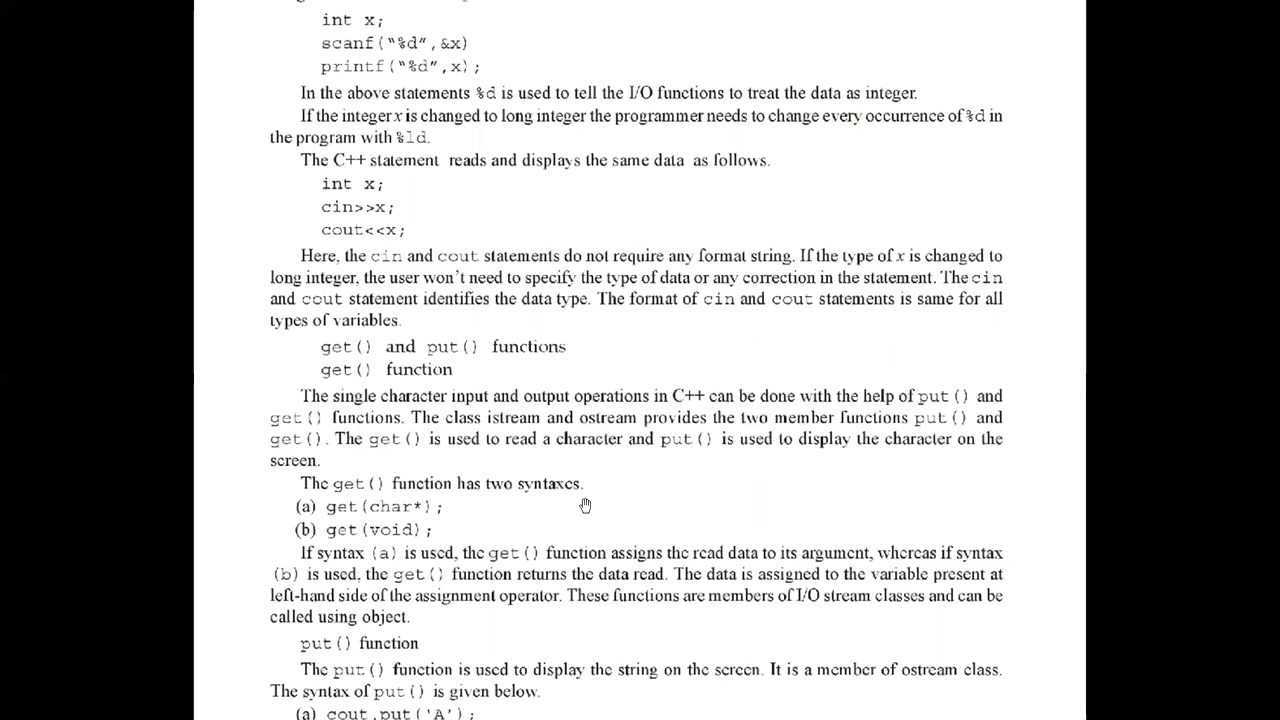 int x;
scanf("%d",&x)
printf("%d",x);
In the above statements %d is used to tell the I/O functions to treat the data as integer.
If the integer x is changed to long integer the programmer needs to change every occurrence of %d in
the program with %ld.
The C++ statement reads and displays the same data as follows.
int x;
cin>>x;
cout<<x;
Here, the cin and cout statements do not require any format string. If the type of x is changed to
long integer, the user won't need to specify the type of data or any correction in the statement. The cin
and cout statement identifies the data type. The format of cin and cout statements is same for all
types of variables.
get() and put() functions
get() function
The single character input and output operations in C++ can be done with the help of put() and
get() functions. The class istream and ostream provides the two member functions put() and
get(). The get() is used to read a character and put() is used to display the character on the
screen.
The get() function has two syntaxes.
(a) get(char*);
(b) get(void);
If syntax (a) is used, the get() function assigns the read data to its argument, whereas if syntax
(b) is used, the get() function returns the data read. The data is assigned to the variable present at
left-hand side of the assignment operator. These functions are members of I/O stream classes and can be
called using object.
put() function
The put() function is used to display the string on the screen. It is a member of ostream class.
The syntax of put() is given below.
(a) cout.put('A');